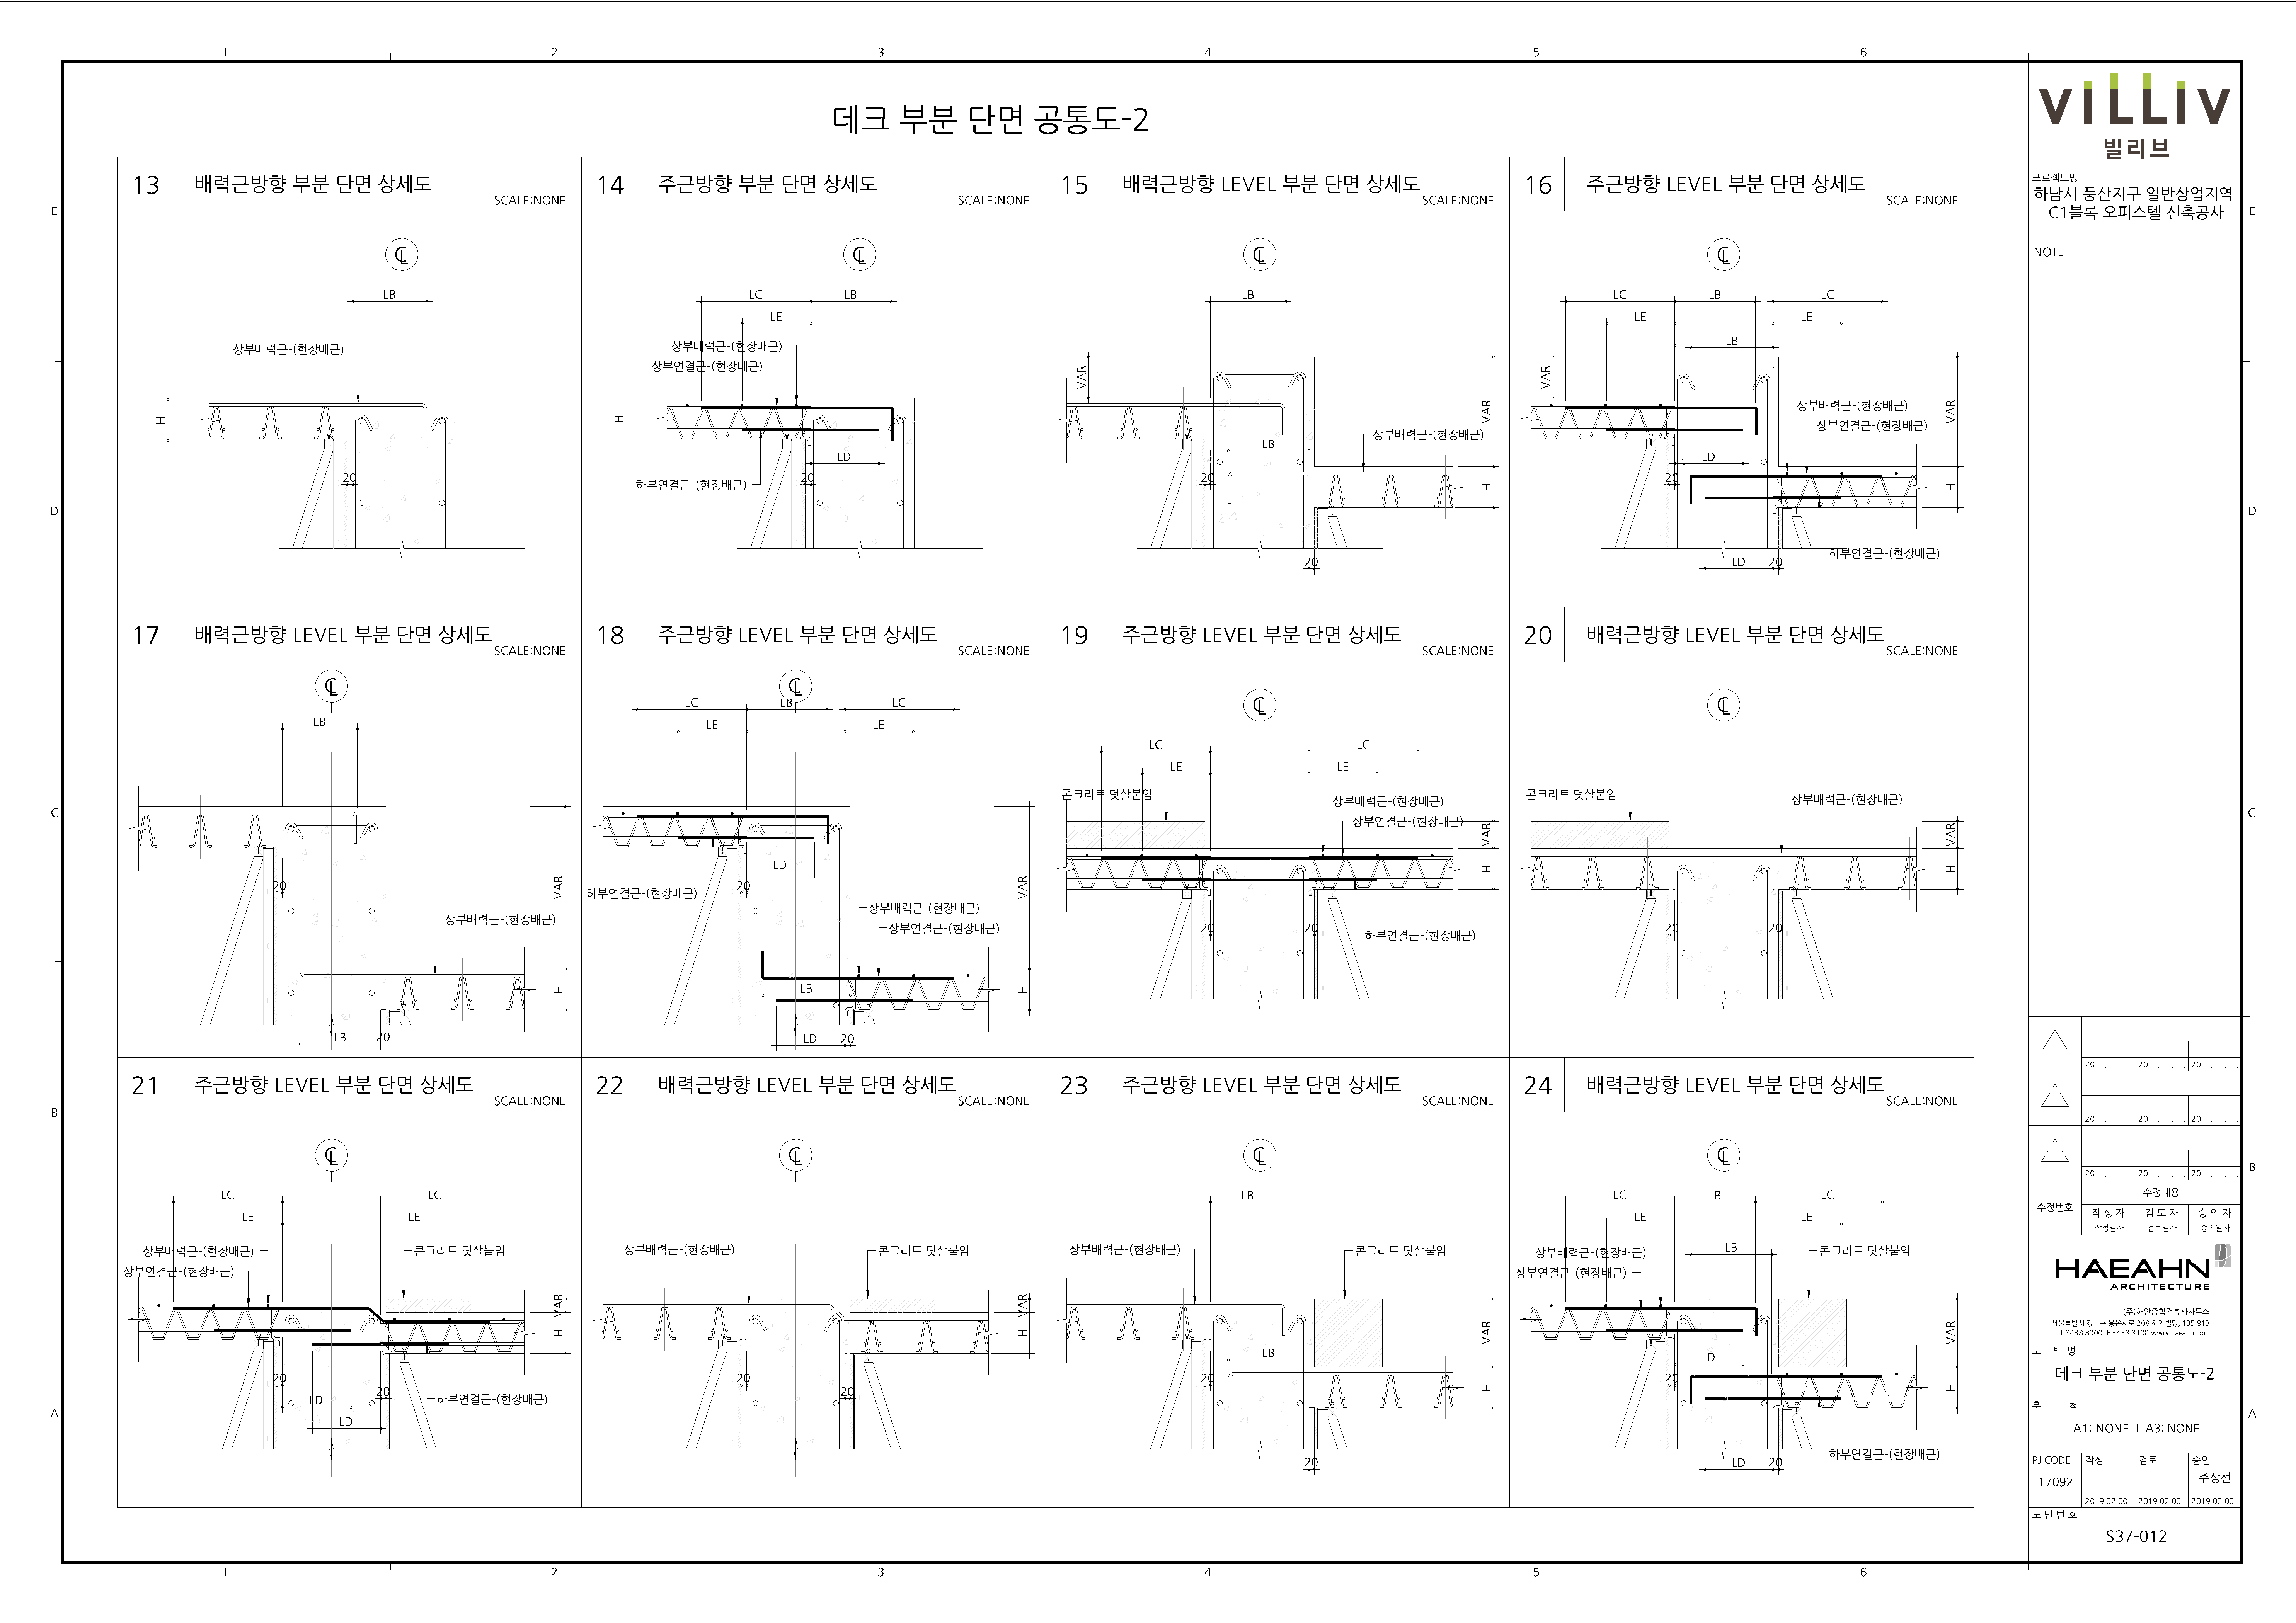 1 2 3 4 5 6
데크 부분 단면 공통도-2
13 배력근방향 부분 단면 상세도 SCALE:NONE
LB
상부배력근-(현장배근)
H
20
14 주근방향 부분 단면 상세도 SCALE:NONE
LC LB
LE
상부배력근-(현장배근)
상부연결근-(현장배근)
H
LD
20
하부연결근-(현장배근)
15 배력근방향 LEVEL 부분 단면 상세도 SCALE:NONE
LB
VAR
VAR
상부배력근-(현장배근)
LB
20
H
20
16 주근방향 LEVEL 부분 단면 상세도 SCALE:NONE
LC LB LC
LE LE
LB
VAR
상부배력근-(현장배근)
VAR
상부연결근-(현장배근)
LD
20
H
하부연결근-(현장배근)
LD 20
17 배력근방향 LEVEL 부분 단면 상세도 SCALE:NONE
LB
20
VAR
상부배력근-(현장배근)
H
LB 20
18 주근방향 LEVEL 부분 단면 상세도 SCALE:NONE
LC LB LC
LE LE
LD
20
VAR
하부연결근-(현장배근)
상부배력근-(현장배근)
상부연결근-(현장배근)
LB
H
LD 20
19 주근방향 LEVEL 부분 단면 상세도 SCALE:NONE
LC LC
LE LE
콘크리트 덧살붙임
상부배력근-(현장배근)
상부연결근-(현장배근)
VAR
H
20 20
하부연결근-(현장배근)
20 배력근방향 LEVEL 부분 단면 상세도 SCALE:NONE
콘크리트 덧살붙임
상부배력근-(현장배근)
VAR
H
20 20
21 주근방향 LEVEL 부분 단면 상세도 SCALE:NONE
LC LC
LE LE
상부배력근-(현장배근)
콘크리트 덧살붙임
상부연결근-(현장배근)
VAR
H
20 20
LD
하부연결근-(현장배근)
LD
22 배력근방향 LEVEL 부분 단면 상세도 SCALE:NONE
상부배력근-(현장배근)
콘크리트 덧살붙임
VAR
H
20 20
23 주근방향 LEVEL 부분 단면 상세도 SCALE:NONE
LB
상부배력근-(현장배근)
콘크리트 덧살붙임
VAR
LB
20
H
20
24 배력근방향 LEVEL 부분 단면 상세도 SCALE:NONE
LC LB LC
LE LE
LB
상부배력근-(현장배근)
콘크리트 덧살붙임
상부연결근-(현장배근)
VAR
LD
20
H
하부연결근-(현장배근)
LD 20
E
D
C
B
A
E
D
C
B
A
1 2 3 4 5 6
VILLIV
빌리브
프로젝트명
하남시 풍산지구 일반상업지역
C1블록 오피스텔 신축공사
NOTE
20 . . . 20 . . . 20 . . .
20 . . . 20 . . . 20 . . .
20 . . . 20 . . . 20 . . .
수정번호
수정내용
작 성 자 검 토 자 승 인 자
작성일자 검토일자 승인일자
HAEAHN
ARCHITECTURE
(주)해안종합건축사사무소
서울특별시 강남구 봉은사로 208 해안빌딩, 135-913
T.3438 8000 F.3438 8100 www.haeahn.com
도 면 명
데크 부분 단면 공통도-2
축 척
A1: NONE I A3: NONE
PJ CODE 작성 검토 승인
17092 주상선
2019.02.00. 2019.02.00. 2019.02.00.
도 면 번 호
S37-012